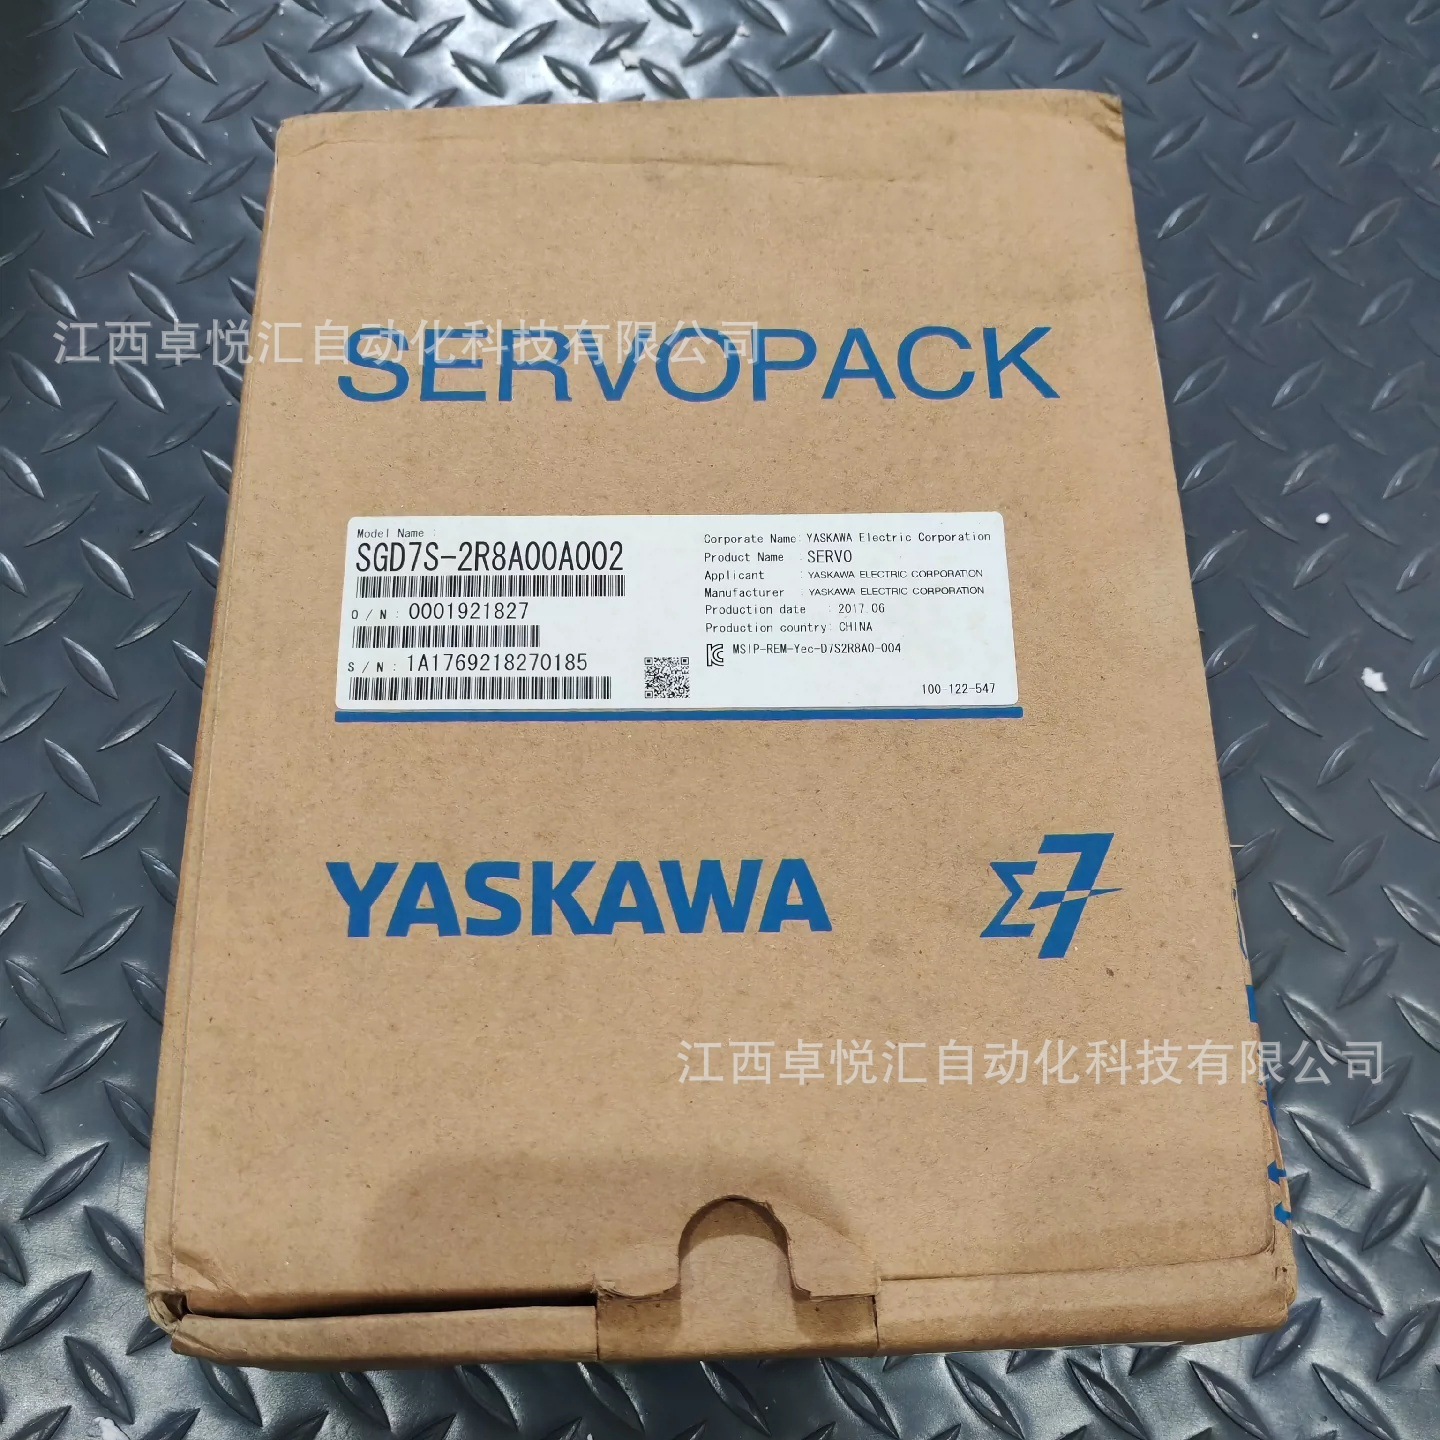 江西卓悦汇自动化科技有限公司
SERVOPACK
Model Name :
SGD7S-2R8A00A002
O/N: 0001921827
S/N: 1A1769218270185
Corporate Name: YASKAWA Electric Corporation
Product Name : SERVO
Applicant : YASKAWA ELECTRIC CORPORATION
Manufacturer : YASKAWA ELECTRIC CORPORATION
Production date : 2017.06
Production country: CHINA
MSIP-REM-Yec-D7S2R8A0-004
100-122-547
YASKAWA
Σ7
江西卓悦汇自动化科技有限公司